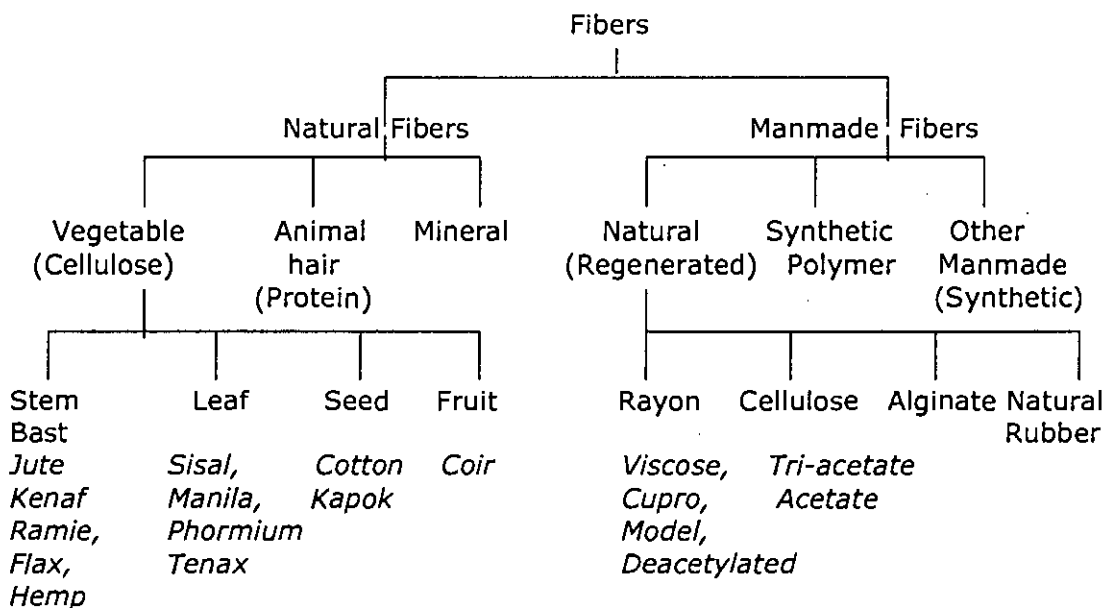 Fibers
Natural Fibers
Manmade Fibers
Vegetable
(Cellulose)
Animal
hair
(Protein)
Mineral
Natural
(Regenerated)
Synthetic
Polymer
Other
Manmade
(Synthetic)
Stem
Bast
Jute
Kenaf
Ramie,
Flax,
Hemp
Leaf
Sisal,
Manila,
Phormium
Tenax
Seed
Cotton
Kapok
Fruit
Coir
Rayon
Viscose,
Cupro,
Model,
Deacetylated
Cellulose
Tri-acetate
Acetate
Alginate
Natural
Rubber